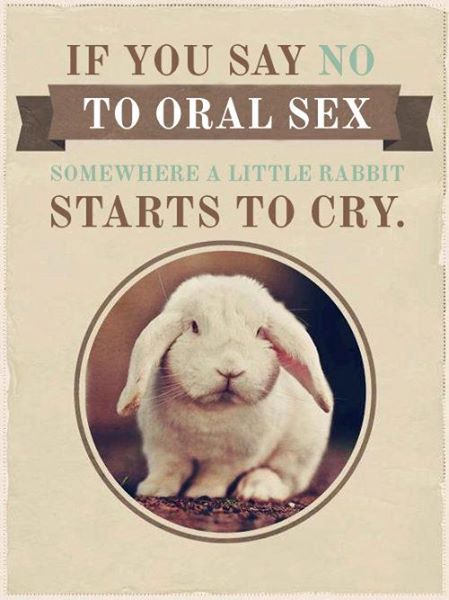 IF YOU SAY NO
TO ORAL SEX
SOMEWHERE A LITTLE RABBIT
STARTS TO CRY.